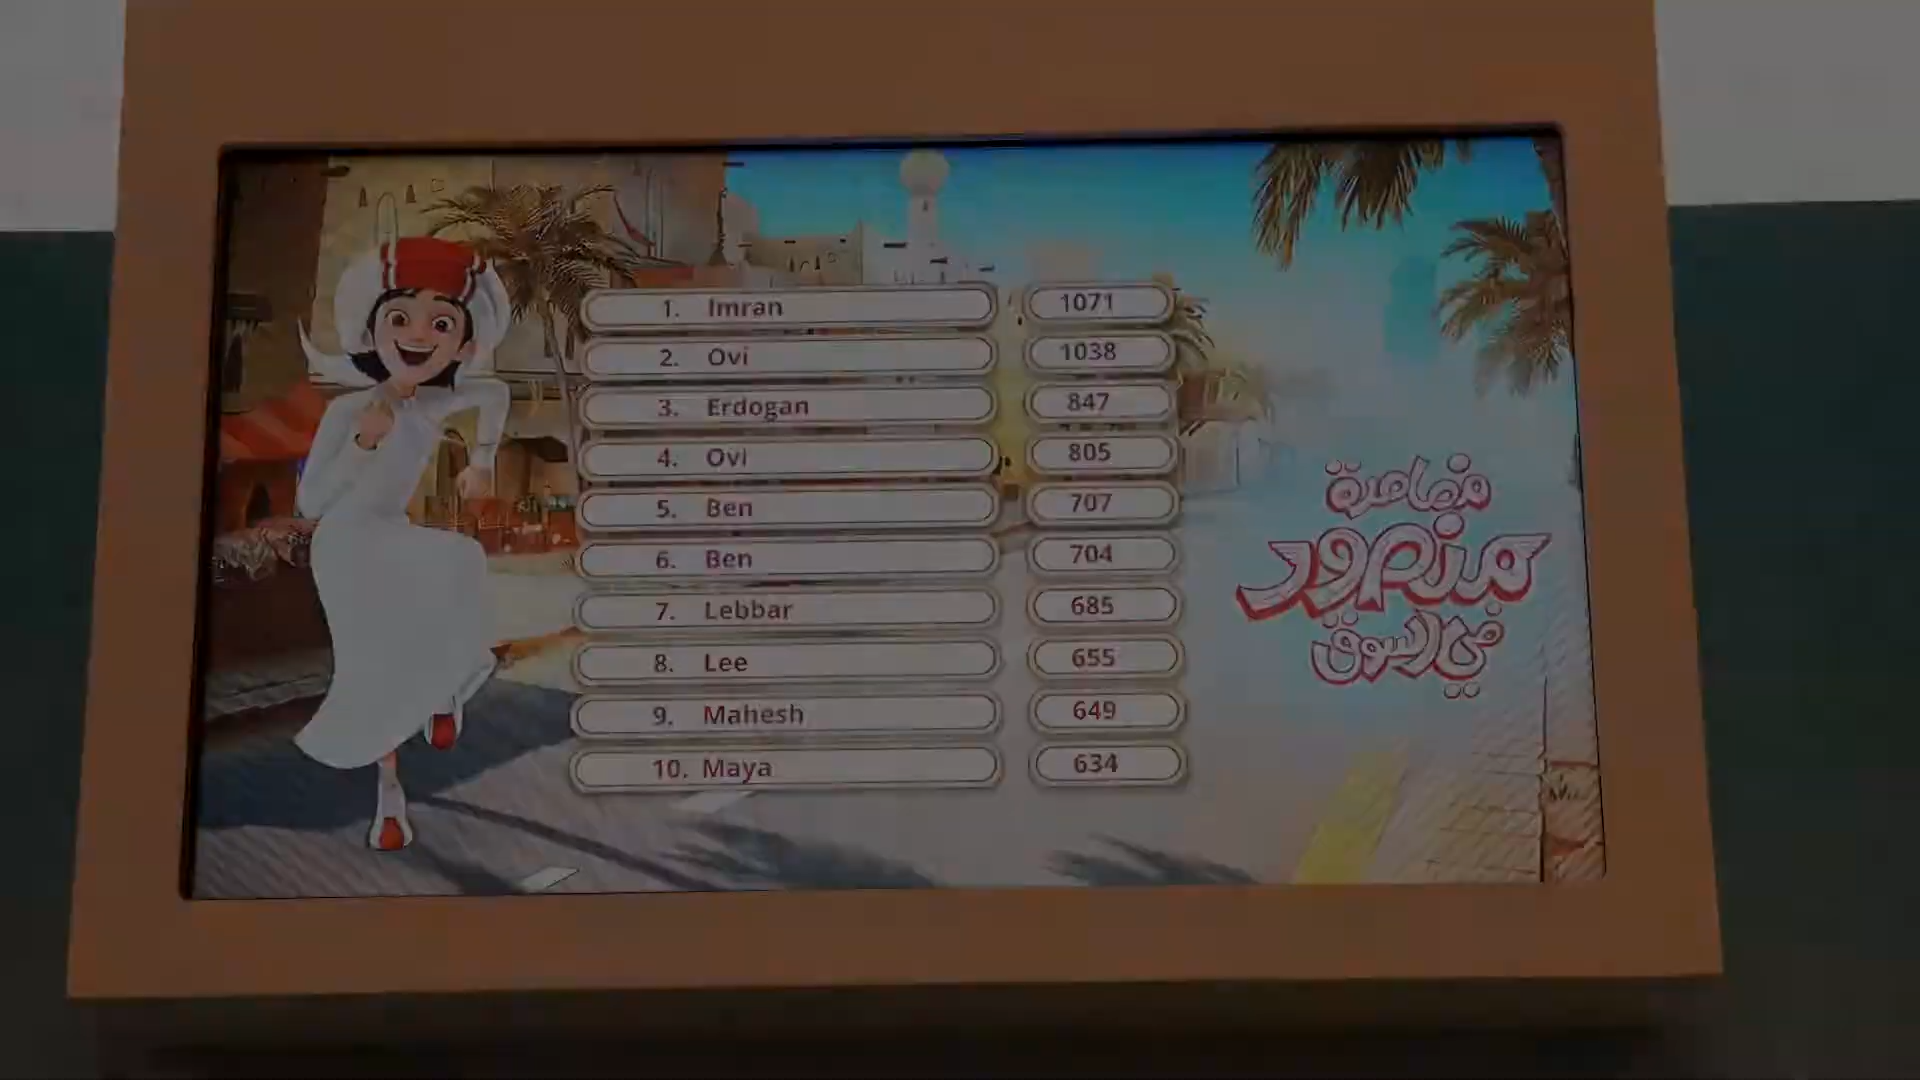 1. Imran 1071
2. Ovi 1038
3. Erdogan 847
4. Ovi 805
5. Ben 707
6. Ben 704
7. Lebbar 685
8. Lee 655
9. Mahesh 649
10. Maya 634
مغامرة
منصور
في السوق